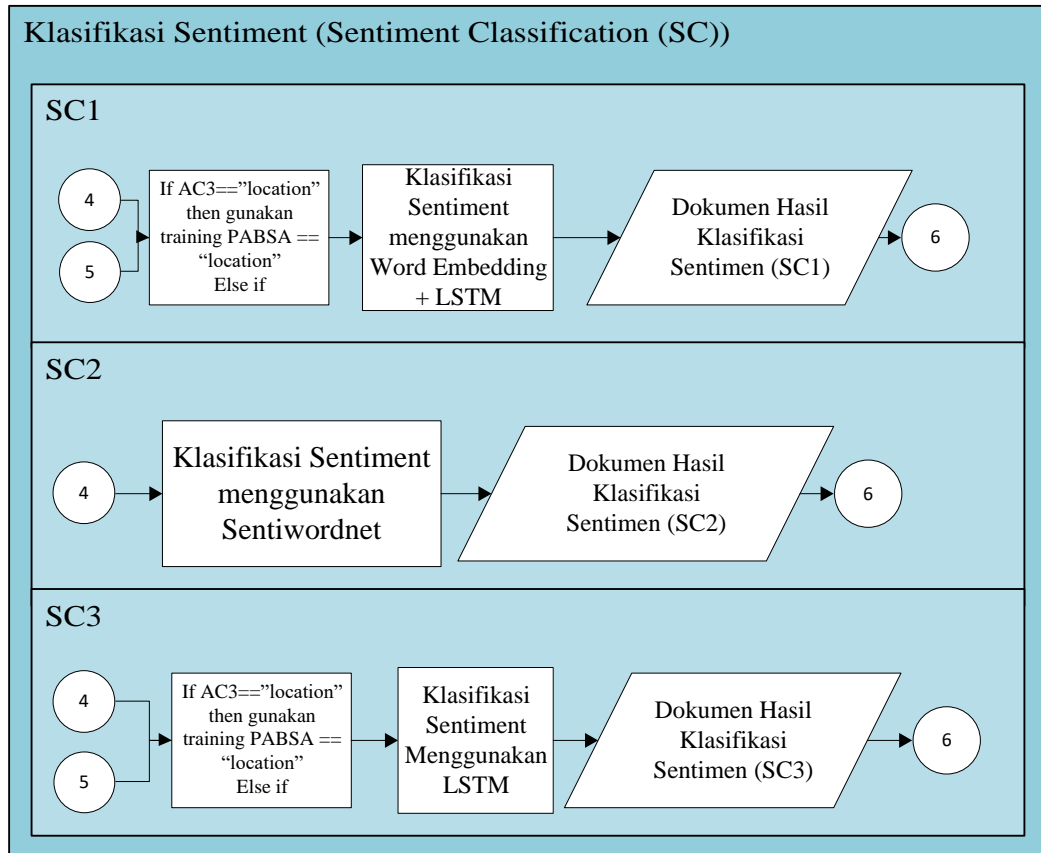 Klasifikasi Sentiment (Sentiment Classification (SC))
SC1
4
5
If AC3==”location”
then gunakan
training PABSA ==
“location”
Else if
Klasifikasi
Sentiment
menggunakan
Word Embedding
+ LSTM
Dokumen Hasil
Klasifikasi
Sentimen (SC1)
6
SC2
4
Klasifikasi Sentiment
menggunakan
Sentiwordnet
Dokumen Hasil
Klasifikasi
Sentimen (SC2)
6
SC3
4
5
If AC3==”location”
then gunakan
training PABSA ==
“location”
Else if
Klasifikasi
Sentiment
Menggunakan
LSTM
Dokumen Hasil
Klasifikasi
Sentimen (SC3)
6